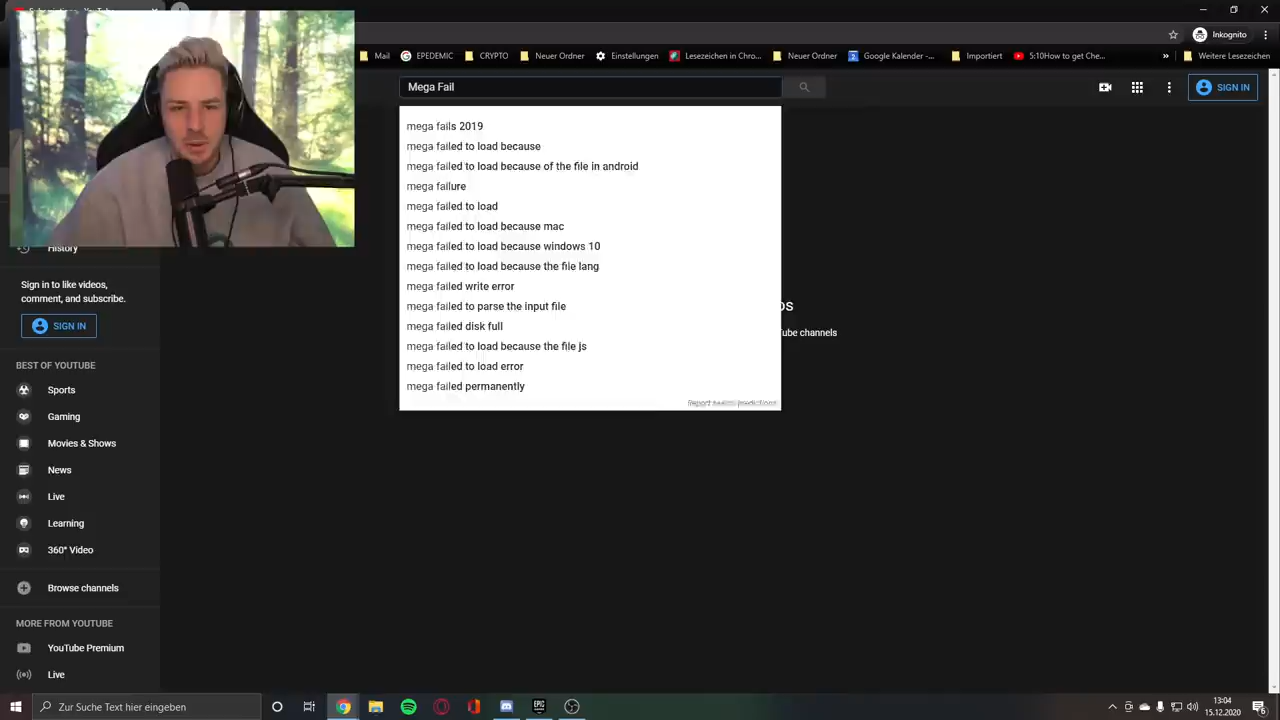 Inkognito
Mail
EPEDEMIC
CRYPTO
Neuer Ordner
Einstellungen
Lesezeichen in Chro...
Neuer Ordner
Google Kalender -...
Importiert
5:10How to get Che...
»
Weitere Lesezeichen
Mega Fail
SIGN IN
mega fails 2019
mega failed to load because
mega failed to load because of the file in android
mega failure
mega failed to load
mega failed to load because mac
mega failed to load because windows 10
mega failed to load because the file lang
mega failed write error
mega failed to parse the input file
mega failed disk full
mega failed to load because the file js
mega failed to load error
mega failed permanently
Report
History
Sign in to like videos,
comment, and subscribe.
SIGN IN
os
ube channels
BEST OF YOUTUBE
Sports
Gaming
Movies & Shows
News
Live
Learning
360° Video
Browse channels
MORE FROM YOUTUBE
YouTube Premium
Live
Zur Suche Text hier eingeben
EPIC
13:04
15.12.2020